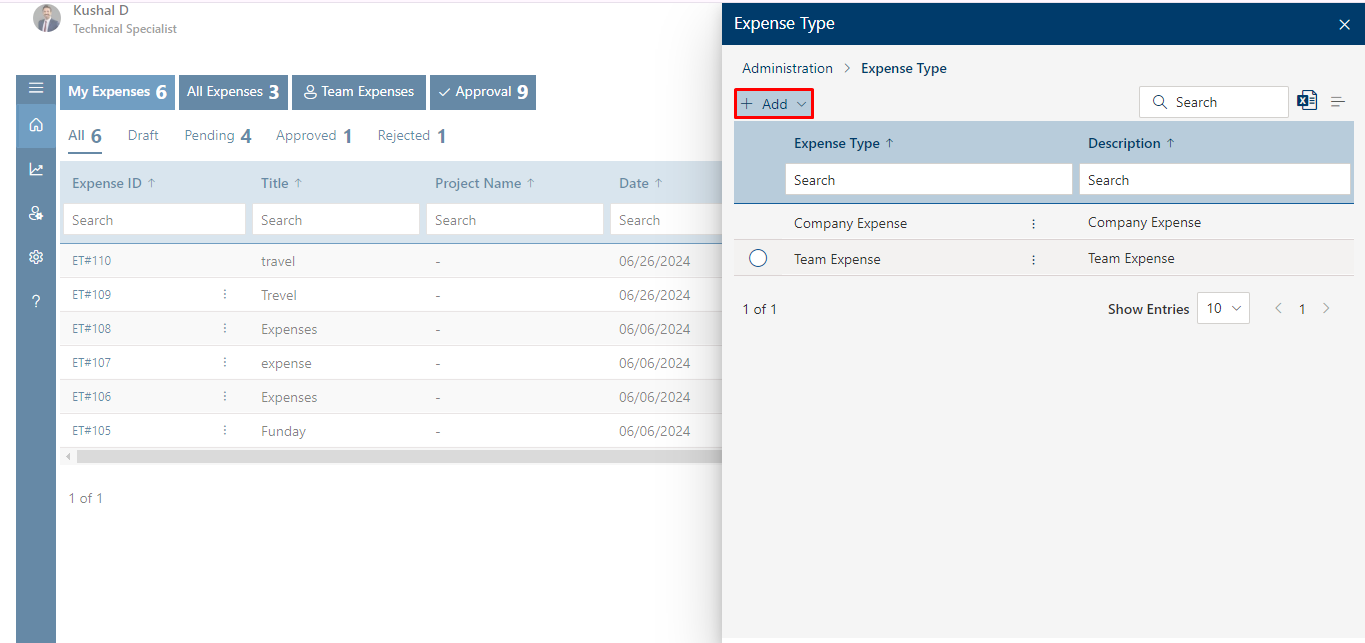 Kushal D
Technical Specialist
My Expenses 6 All Expenses 3 Team Expenses Approval 9
All 6 Draft Pending 4 Approved 1 Rejected 1
Expense ID ↑ Title ↑ Project Name ↑ Date ↑
Search Search Search Search
ET#110 travel - 06/26/2024
ET#109 Trevel - 06/26/2024
ET#108 Expenses - 06/06/2024
ET#107 expense - 06/06/2024
ET#106 Expenses - 06/06/2024
ET#105 Funday - 06/06/2024
1 of 1
?
Expense Type
Administration > Expense Type
+ Add
Search
Expense Type ↑ Description ↑
Search Search
Company Expense Company Expense
Team Expense Team Expense
1 of 1 Show Entries 10 < 1 >